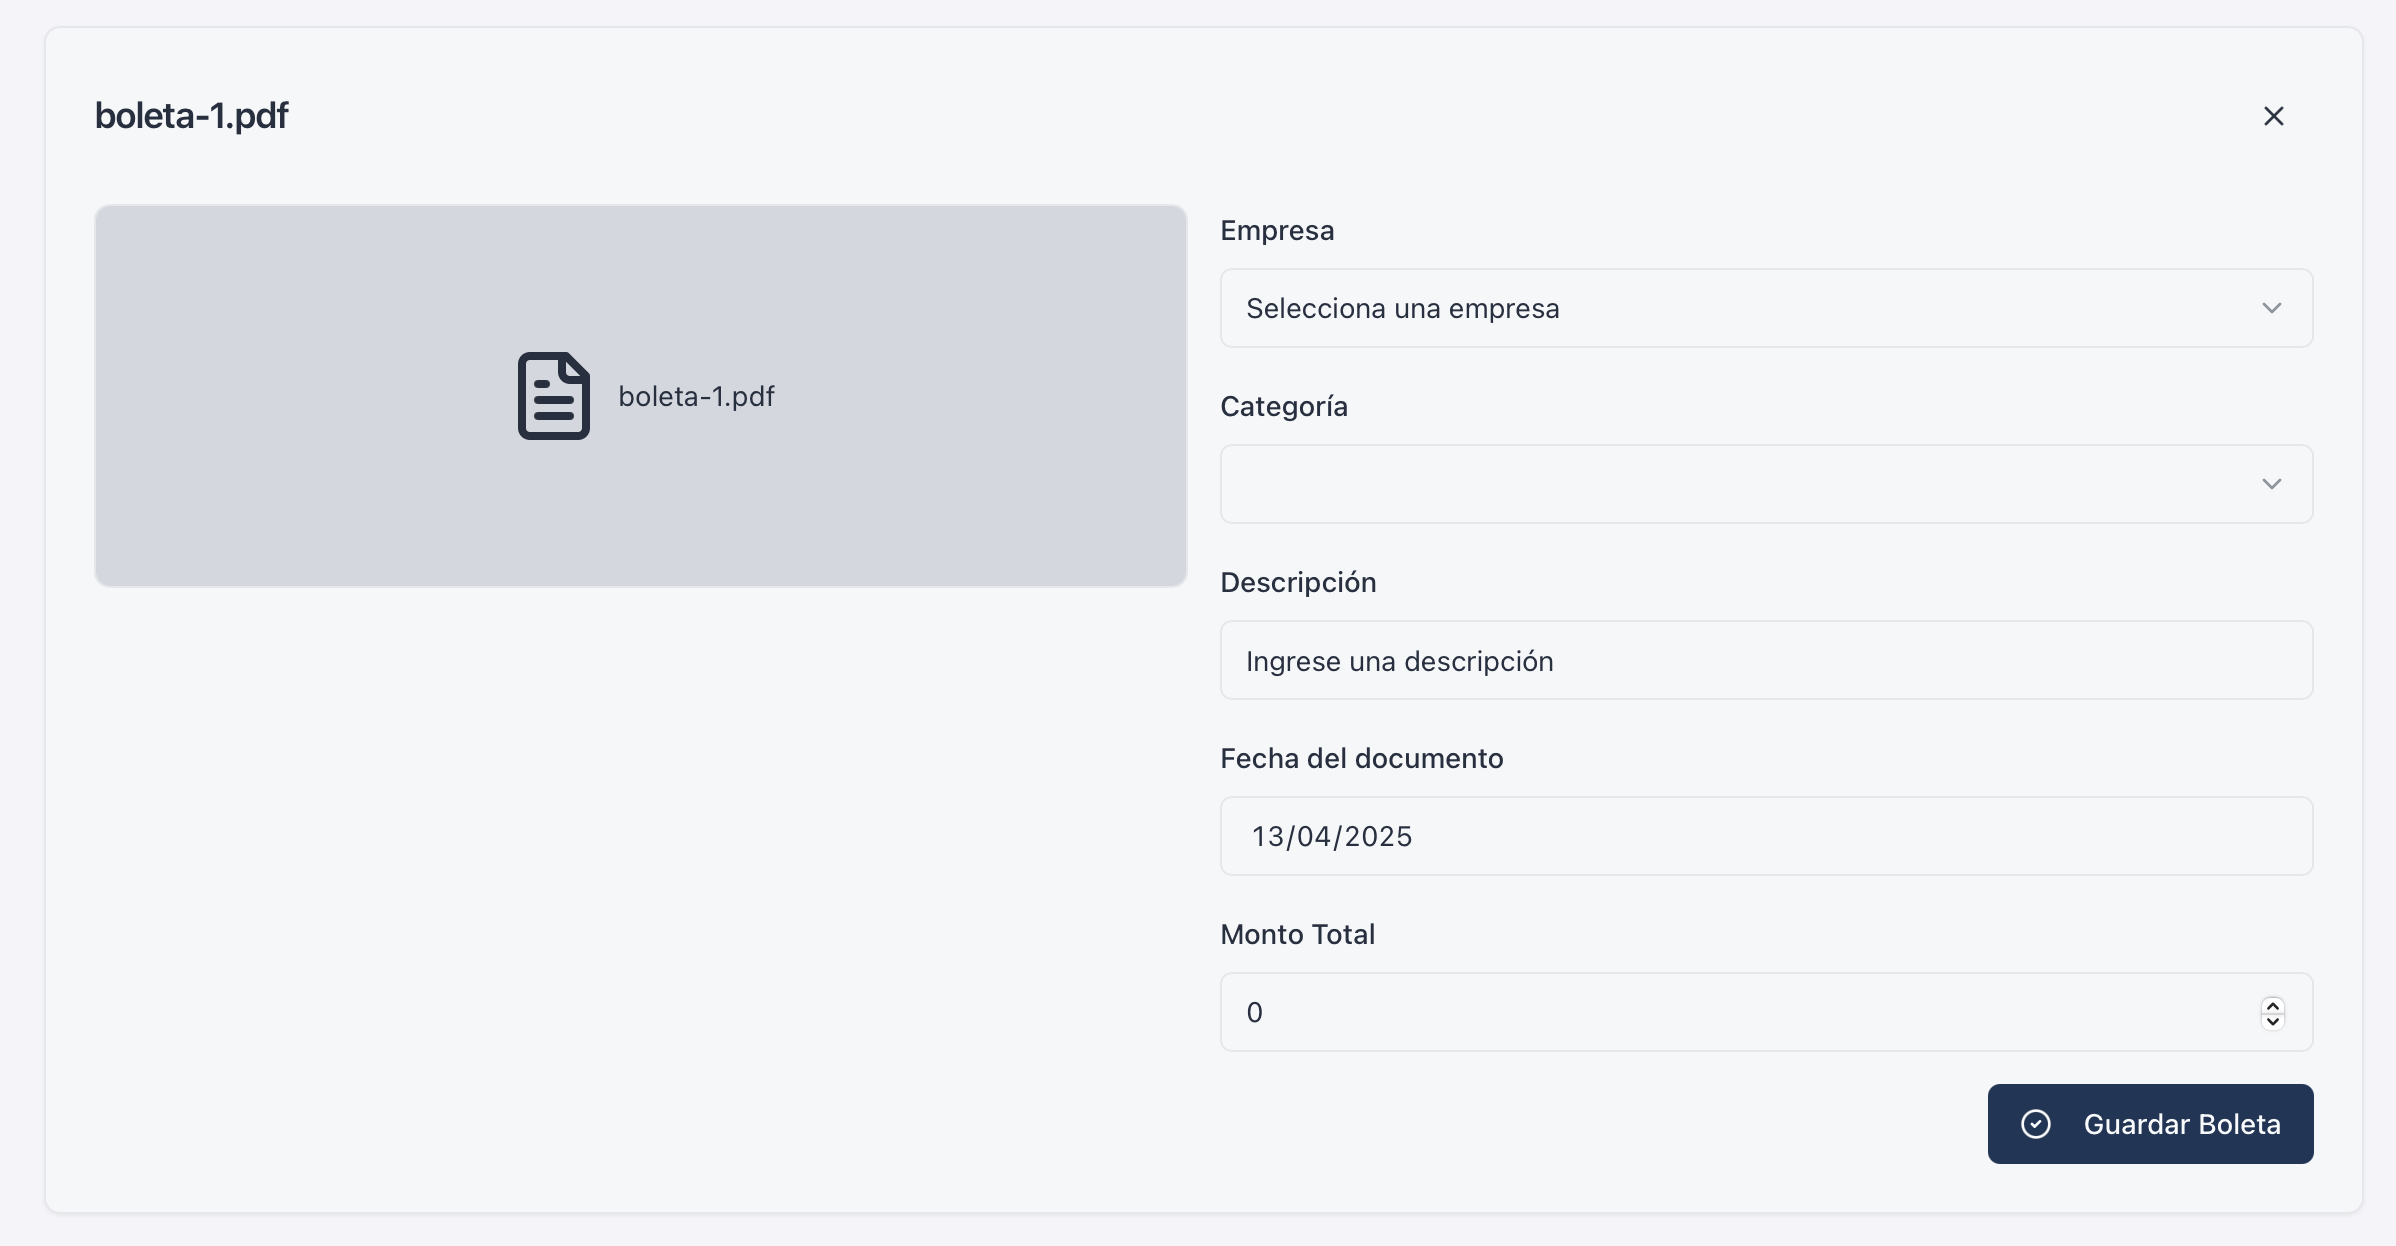 boleta-1.pdf
boleta-1.pdf
Empresa
Selecciona una empresa
Categoría
Descripción
Ingrese una descripción
Fecha del documento
13/04/2025
Monto Total
0
Guardar Boleta